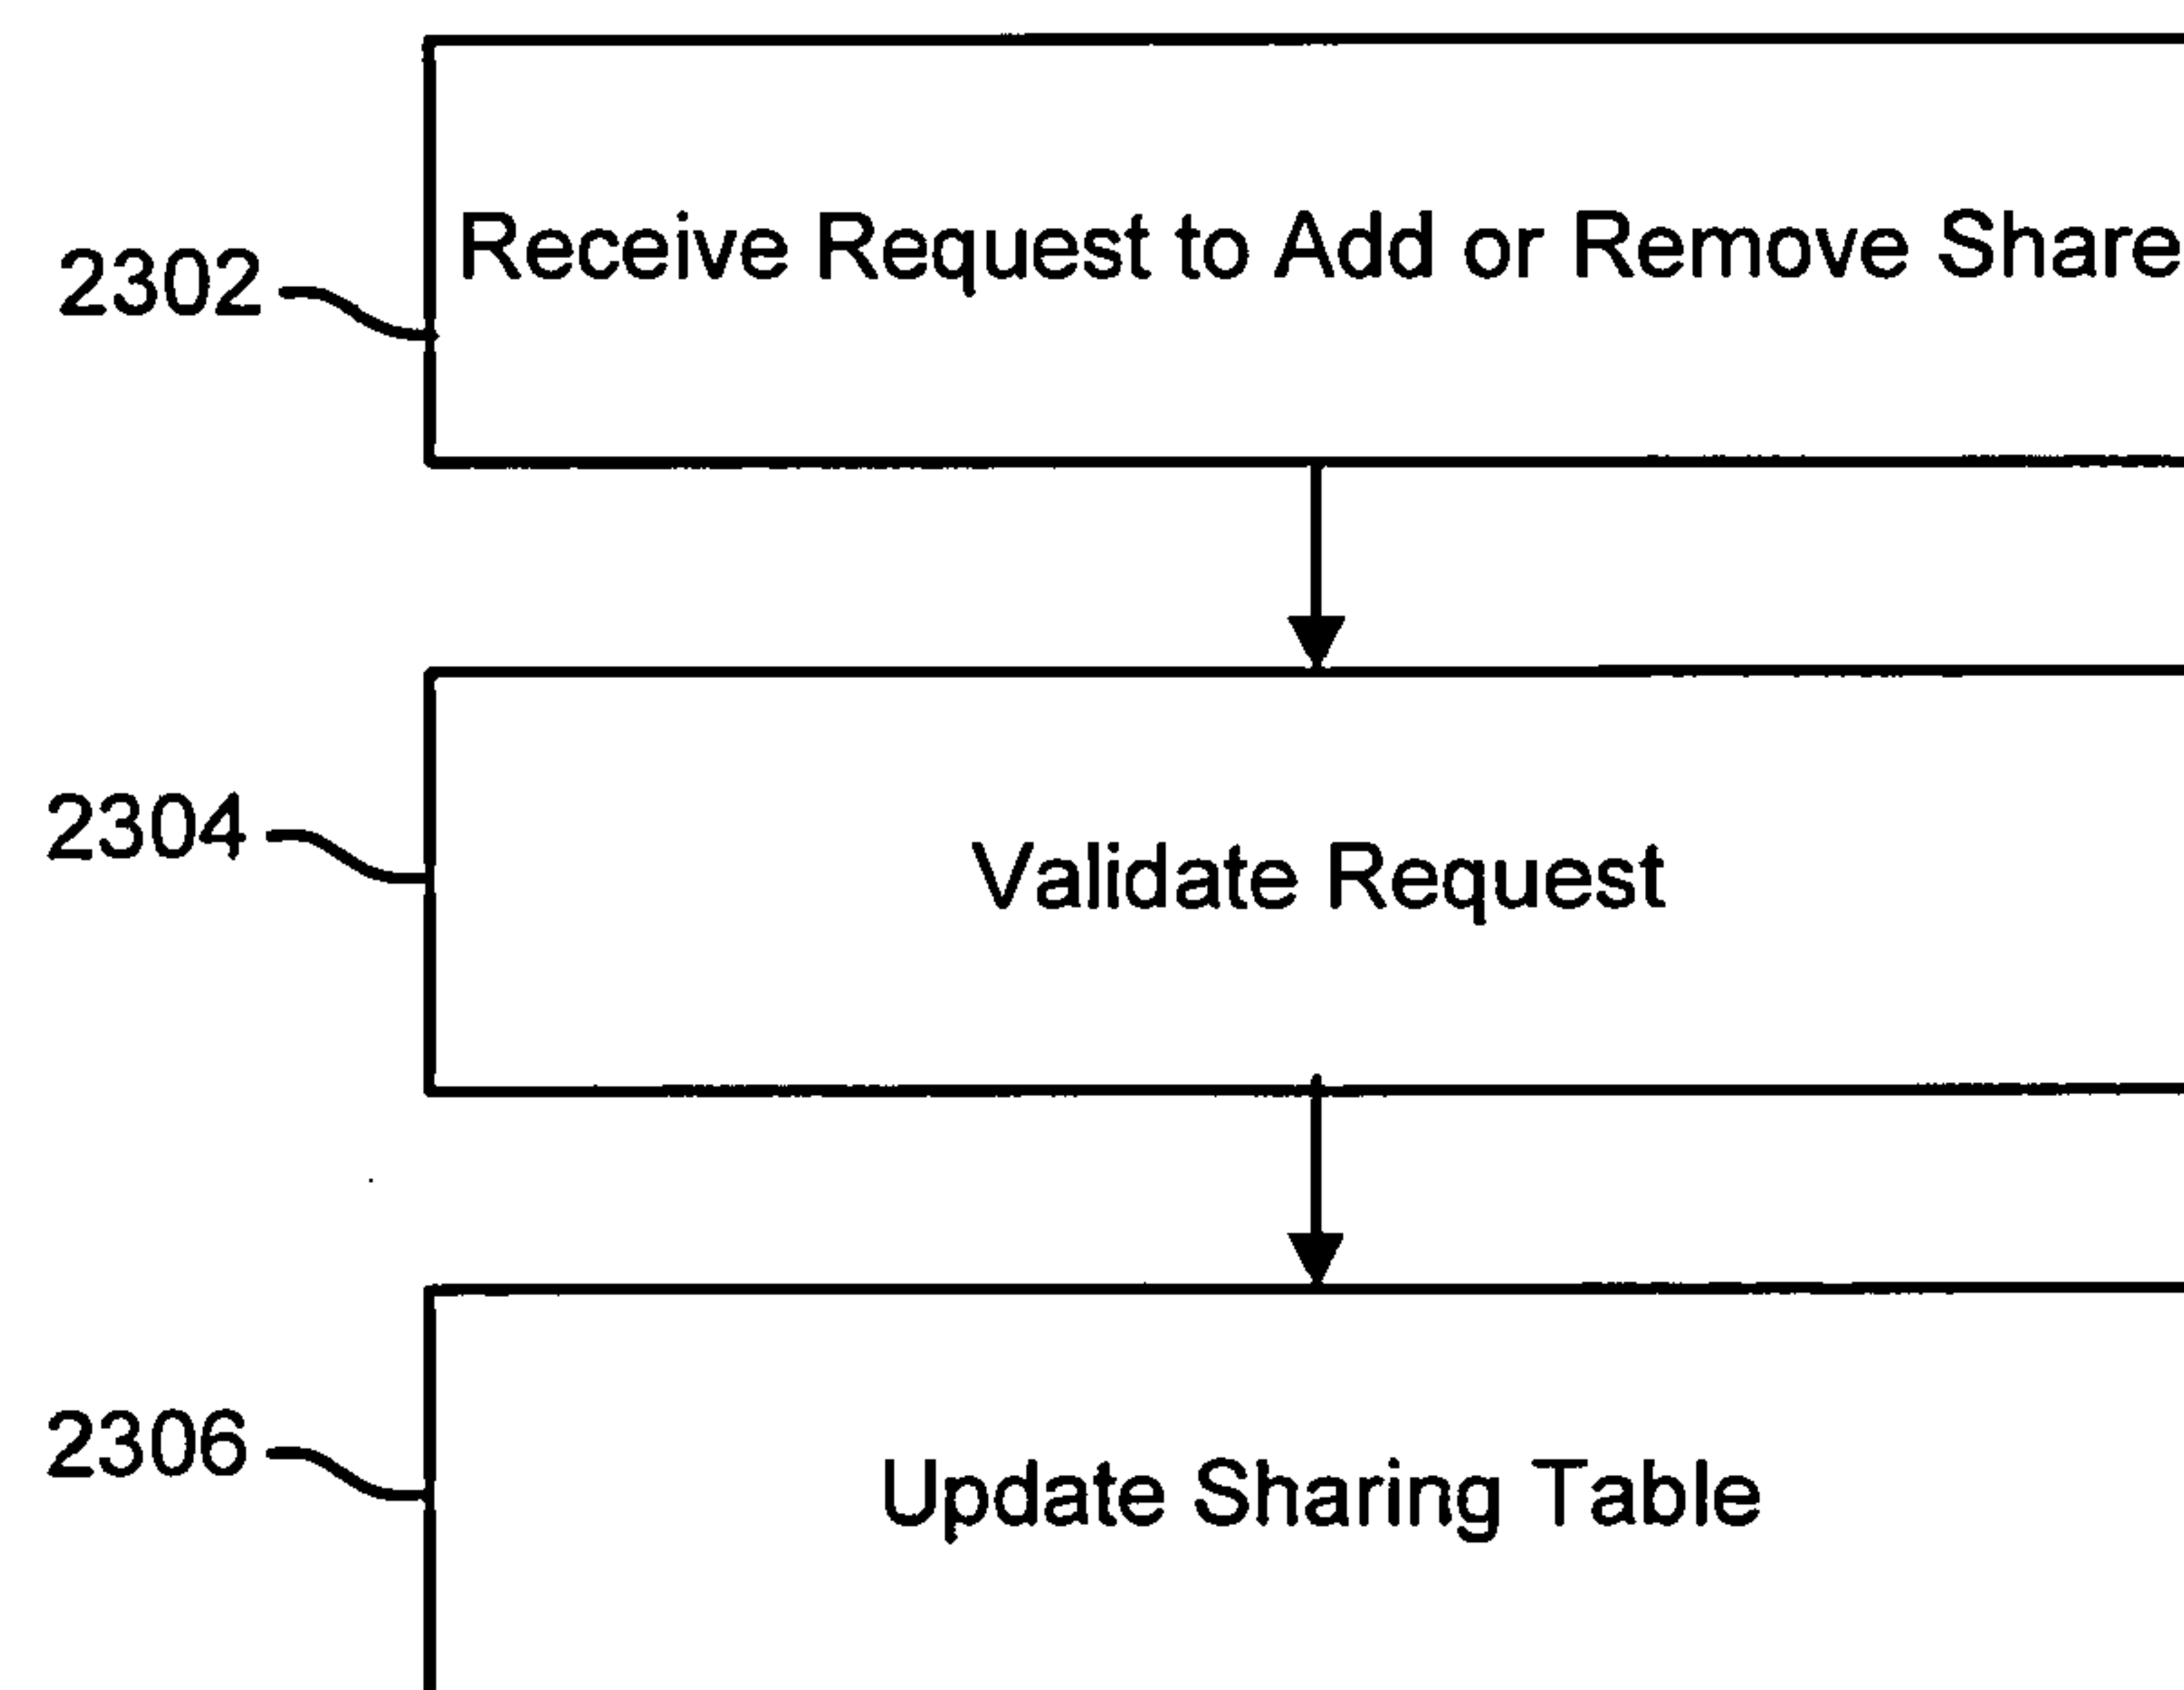 Receive Request to Add or Remove Share
2302
2304
Validate Request
2306
Update Sharing Table